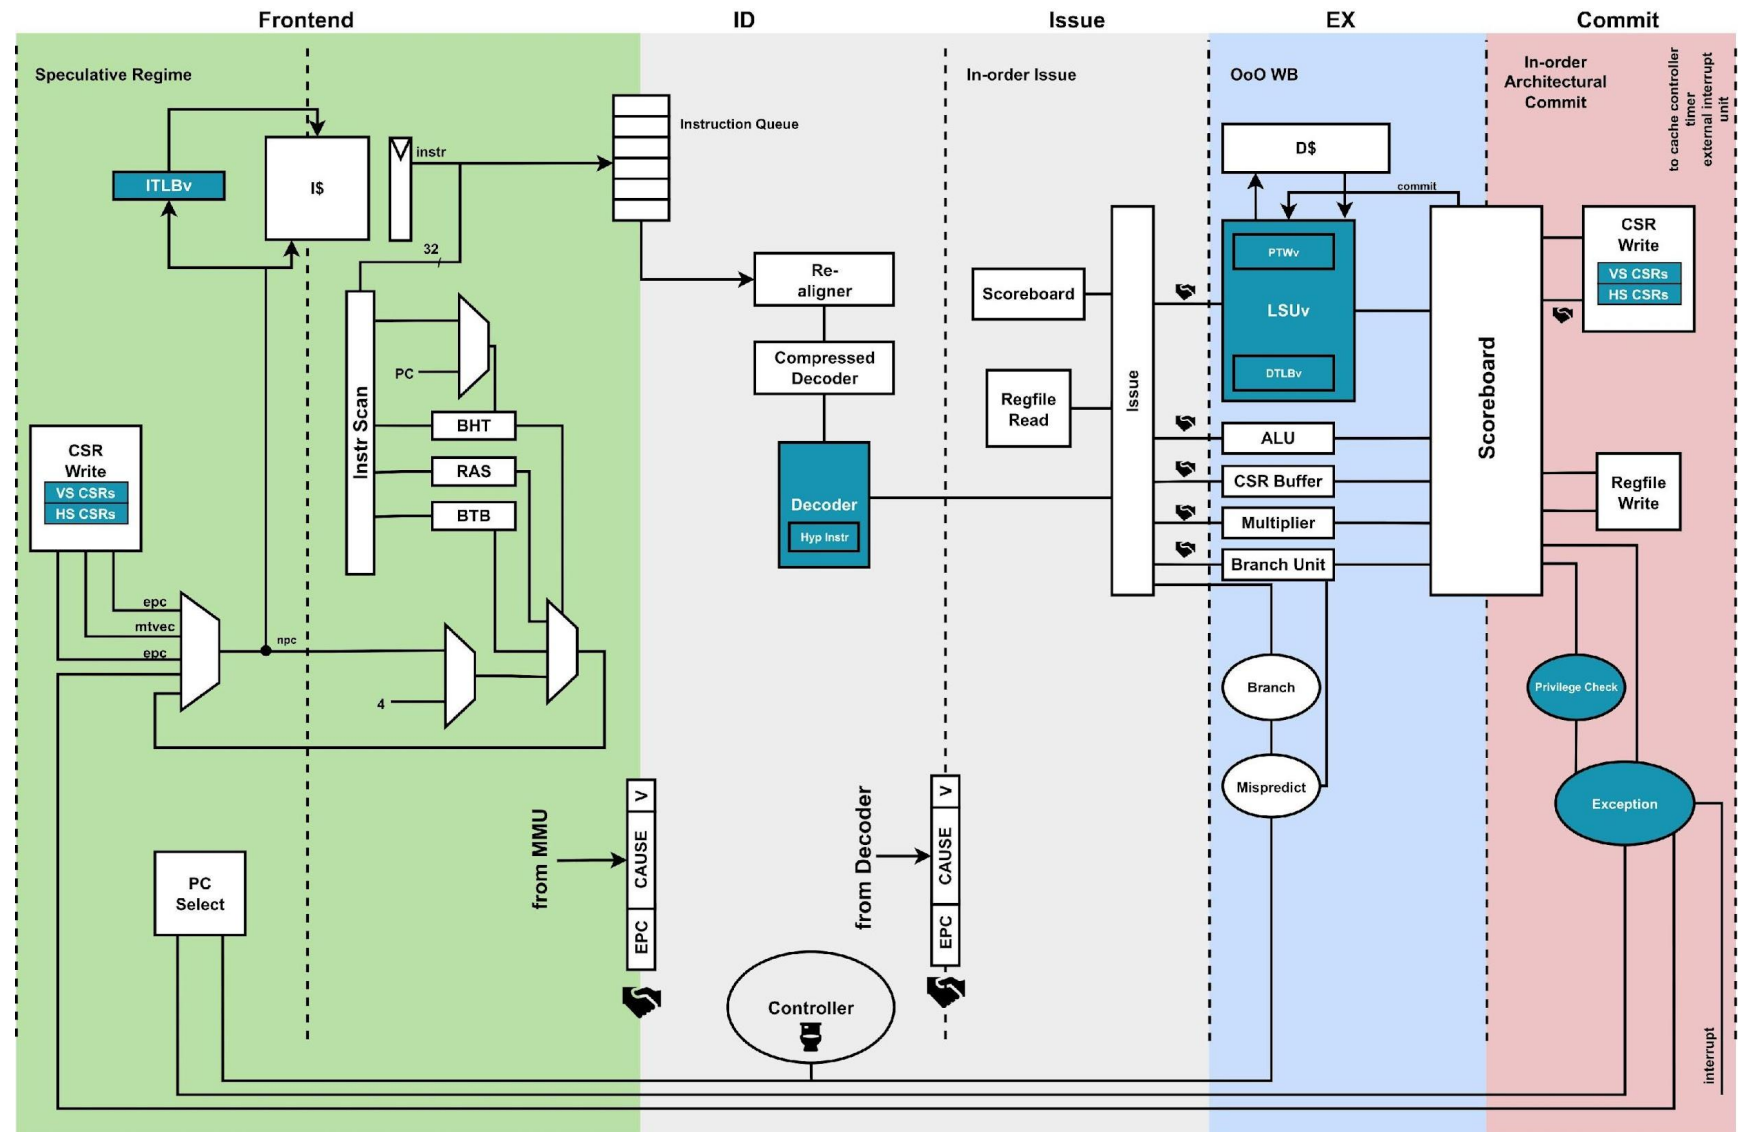 Frontend
ID
Issue
EX
Commit
Speculative Regime
In-order Issue
OoO WB
In-order
Architectural
Commit
to cache controller
timer
external interrupt
unit
Instruction Queue
ITLBv
I$
instr
32
D$
commit
PTWv
LSUv
DTLBv
CSR
Write
VS CSRs
HS CSRs
Re-
aligner
Scoreboard
Compressed
Decoder
Regfile
Read
Issue
Scoreboard
PC
Instr Scan
BHT
RAS
BTB
CSR
Write
VS CSRs
HS CSRs
Decoder
Hyp Instr
ALU
CSR Buffer
Multiplier
Branch Unit
Regfile
Write
epc
mtvec
epc
npc
4
Branch
Mispredict
Privilege Check
Exception
from MMU
V
CAUSE
EPC
from Decoder
V
CAUSE
EPC
PC
Select
Controller
interrupt